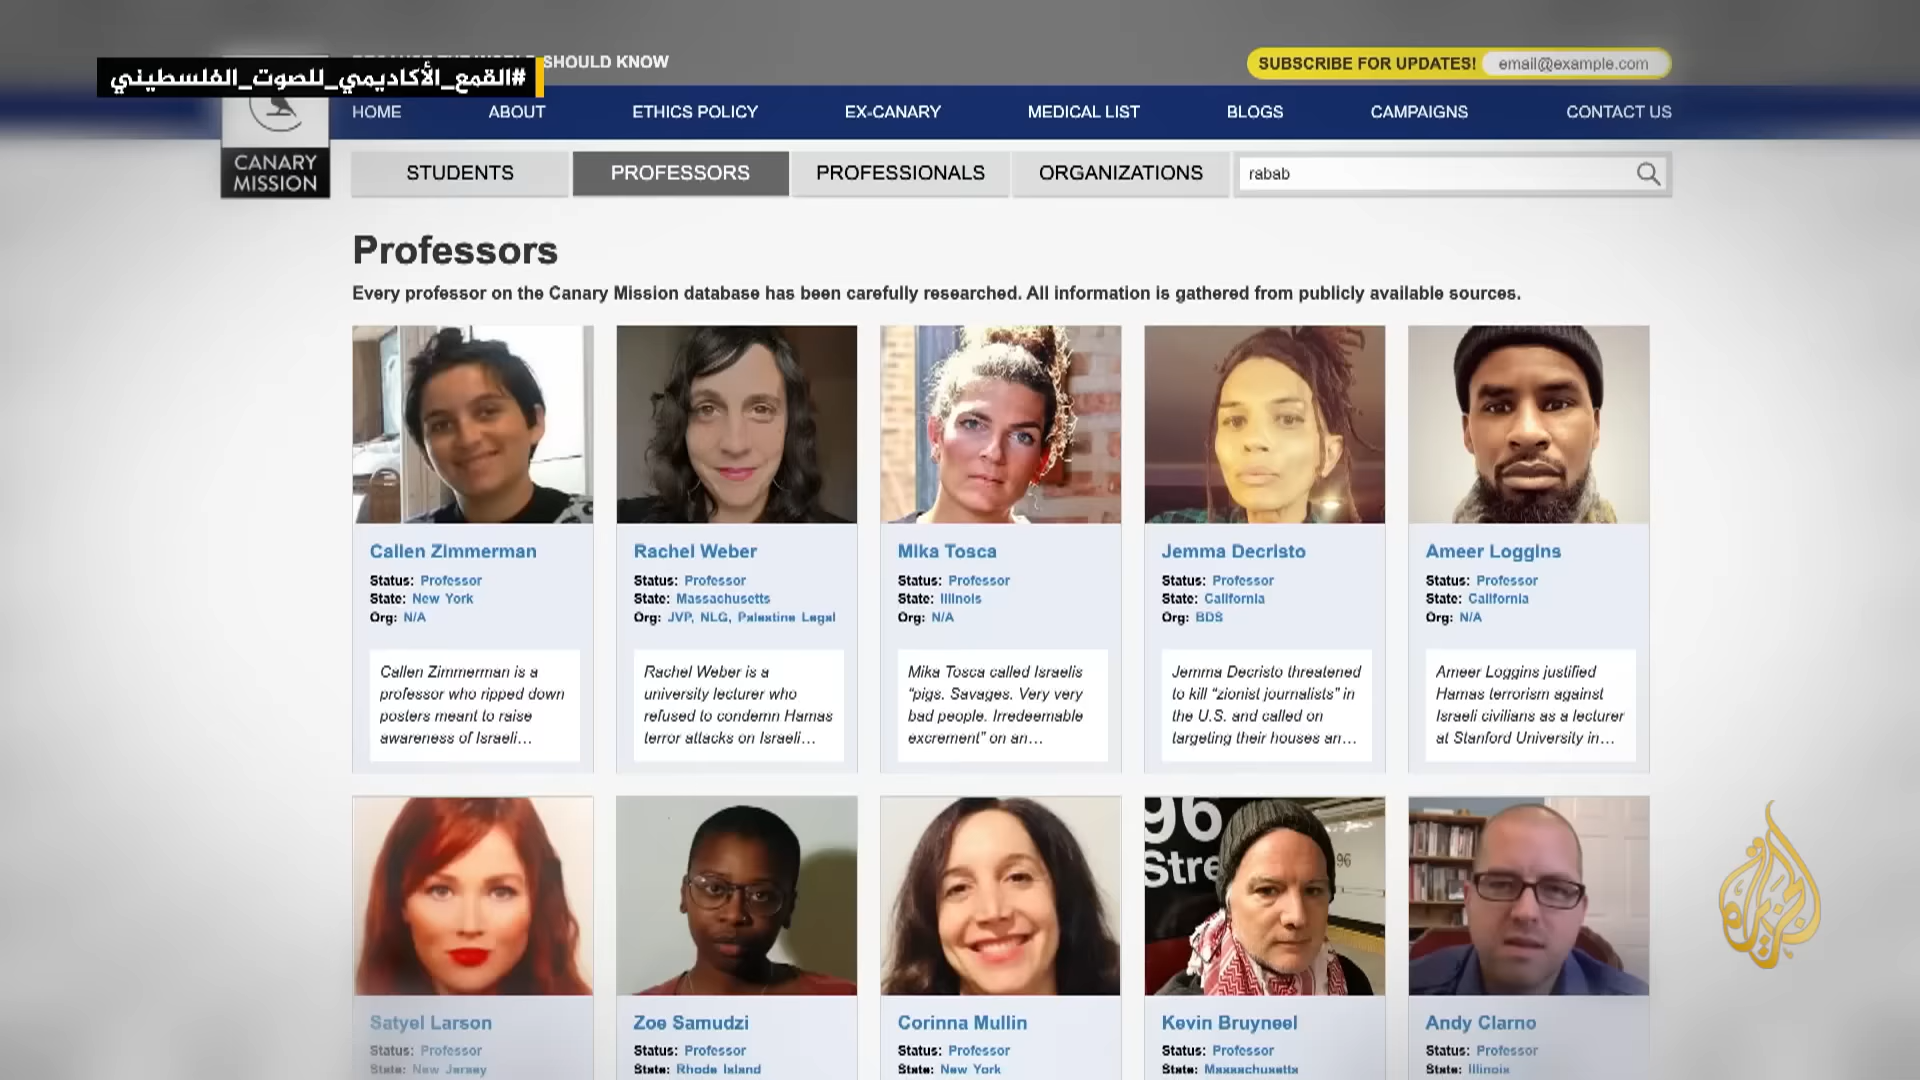 SHOULD KNOW
SUBSCRIBE FOR UPDATES! email@example.com
#القمع_الأكاديمي_للصوت_الفلسطيني
HOME ABOUT ETHICS POLICY EX-CANARY MEDICAL LIST BLOGS CAMPAIGNS CONTACT US
CANARY
MISSION
STUDENTS PROFESSORS PROFESSIONALS ORGANIZATIONS rabab
Professors
Every professor on the Canary Mission database has been carefully researched. All information is gathered from publicly available sources.
Callen Zimmerman
Status: Professor
State: New York
Org: N/A
Callen Zimmerman is a
professor who ripped down
posters meant to raise
awareness of Israeli...
Rachel Weber
Status: Professor
State: Massachusetts
Org: JVP, NLG, Palestine Legal
Rachel Weber is a
university lecturer who
refused to condemn Hamas
terror attacks on Israeli...
Mika Tosca
Status: Professor
State: Illinois
Org: N/A
Mika Tosca called Israelis
"pigs. Savages. Very very
bad people. Irredeemable
excrement" on an...
Jemma Decristo
Status: Professor
State: California
Org: BDS
Jemma Decristo threatened
to kill "zionist journalists" in
the U.S. and called on
targeting their houses an...
Ameer Loggins
Status: Professor
State: California
Org: N/A
Ameer Loggins justified
Hamas terrorism against
Israeli civilians as a lecturer
at Stanford University in...
96
Stre
96
Satyel Larson
Status: Professor
State: New Jersey
Zoe Samudzi
Status: Professor
State: Rhode Island
Corinna Mullin
Status: Professor
State: New York
Kevin Bruyneel
Status: Professor
State: Massachusetts
Andy Clarno
Status: Professor
State: Illinois
الجزيرة